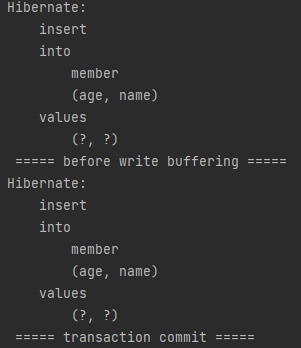 Hibernate:
    insert
    into
        member
        (age, name)
    values
        (?, ?)
 ===== before write buffering =====
Hibernate:
    insert
    into
        member
        (age, name)
    values
        (?, ?)
 ===== transaction commit =====